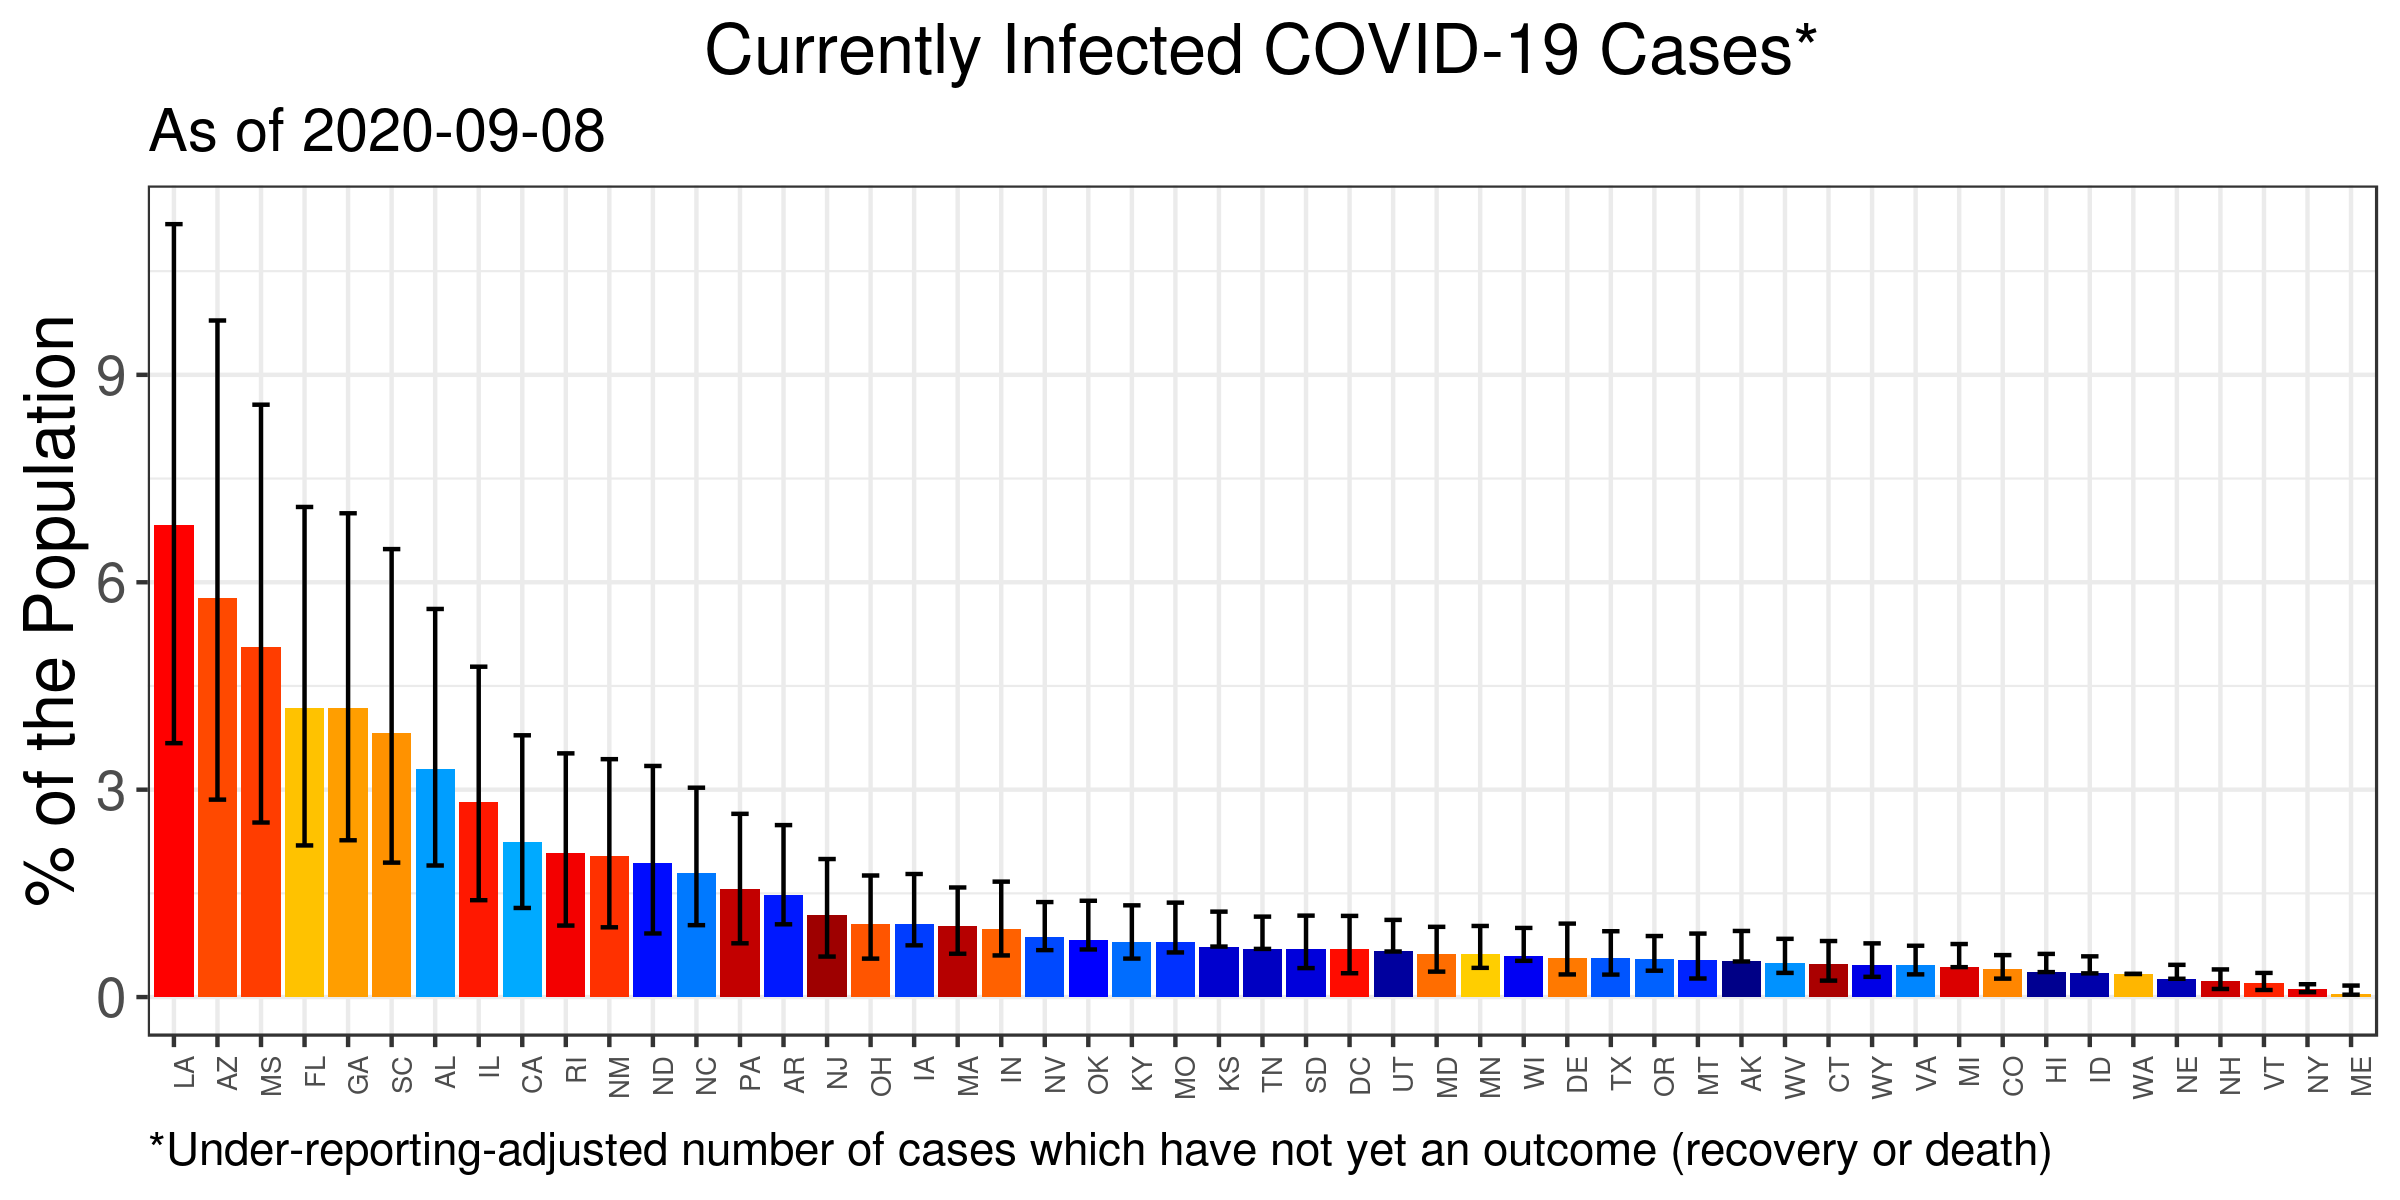 Currently Infected COVID-19 Cases*
As of 2020-09-08
% of the Population
9
6
3
0
LA AZ MS FL GA SC AL IL CA RI NM ND NC PA AR NJ OH IA MA IN NV OK KY MO KS TN SD DC UT MD MN WI DE TX OR MT AK WV CT WY VA MI CO HI ID WA NE NH VT NY ME
*Under-reporting-adjusted number of cases which have not yet an outcome (recovery or death)